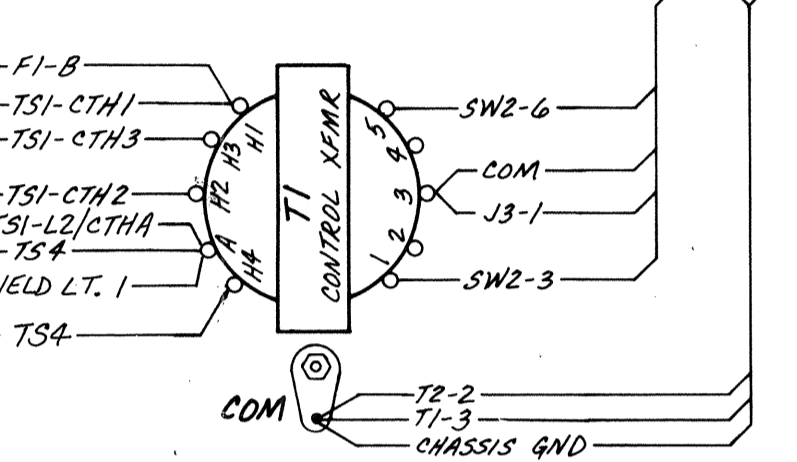 F1-B
TS1-CTH1
TS1-CTH3
TS1-CTH2
TS1-L2/CTHA
TS4
IELD LT. 1
TS4
H1
H3
H2
A
H4
T1
CONTROL XFMR
5
4
3
2
1
SW2-6
COM
J3-1
SW2-3
COM
T2-2
T1-3
CHASSIS GND